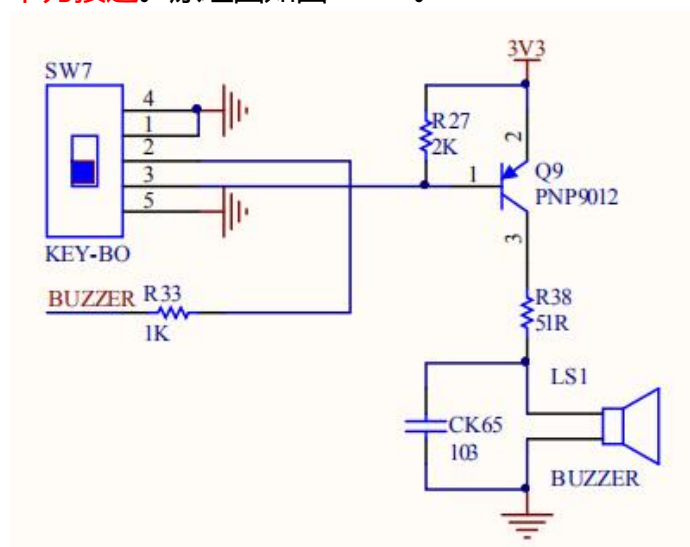 3V3
SW7
4
1
2
3
5
KEY-BO
R27
2K
1
2
3
Q9
PNP9012
BUZZER
R33
1K
R38
51R
LS1
CK65
103
BUZZER